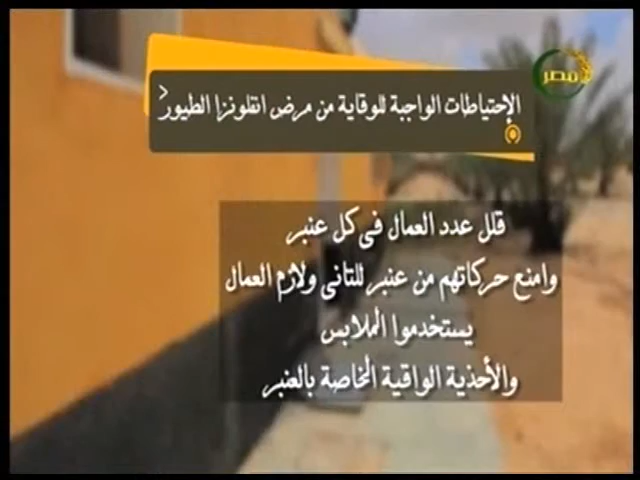 مصر
الإحتياطات الواجبة للوقاية من مرض انفلونزا الطيور
قلل عدد العمال فى كل عنبر
وامنع حركاتهم من عنبر للتانى ولازم العمال
يستخدموا الملابس
والأحذية الواقية الخاصة بالعنبر